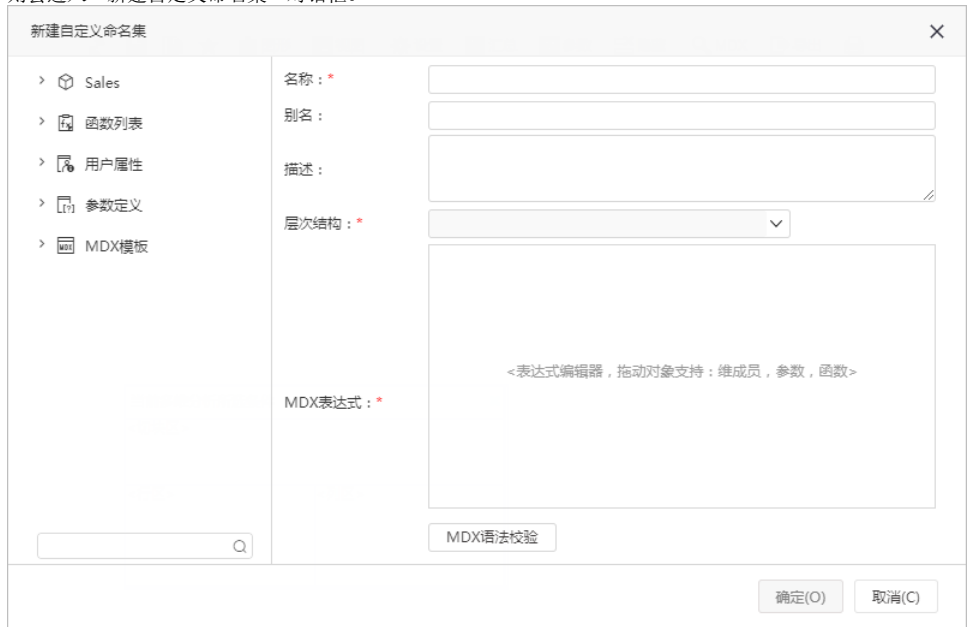 新建自定义命名集
Sales
函数列表
用户属性
参数定义
MDX模板
名称：*
别名：
描述：
层次结构：*
MDX表达式：*
<表达式编辑器，拖动对象支持：维成员，参数，函数>
MDX语法校验
确定(O)
取消(C)